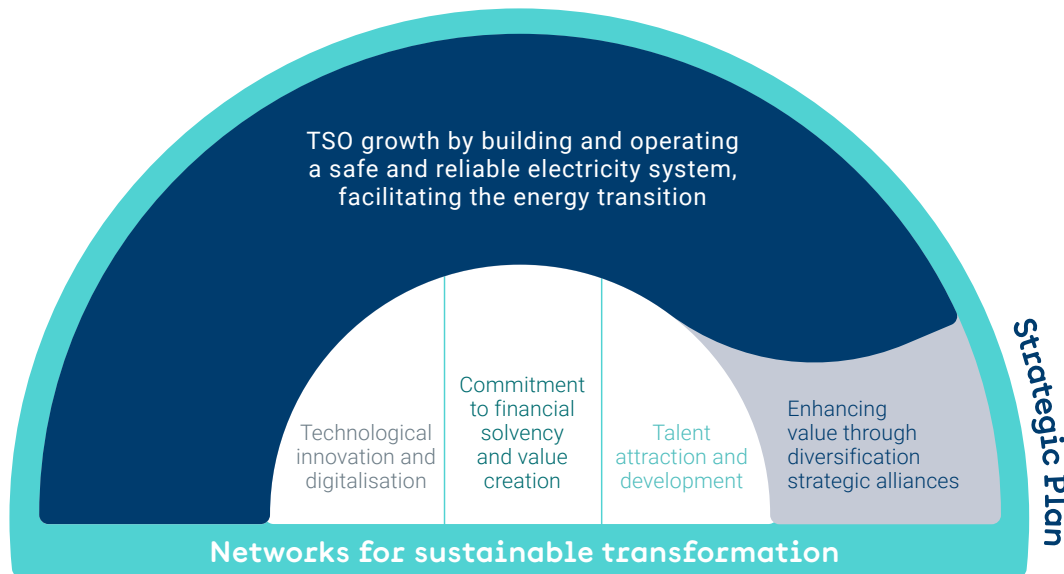 TSO growth by building and operating
a safe and reliable electricity system,
facilitating the energy transition
Technological
innovation and
digitalisation
Commitment
to financial
solvency
and value
creation
Talent
attraction and
development
Enhancing
value through
diversification
strategic alliances
Strategic Plan
Networks for sustainable transformation